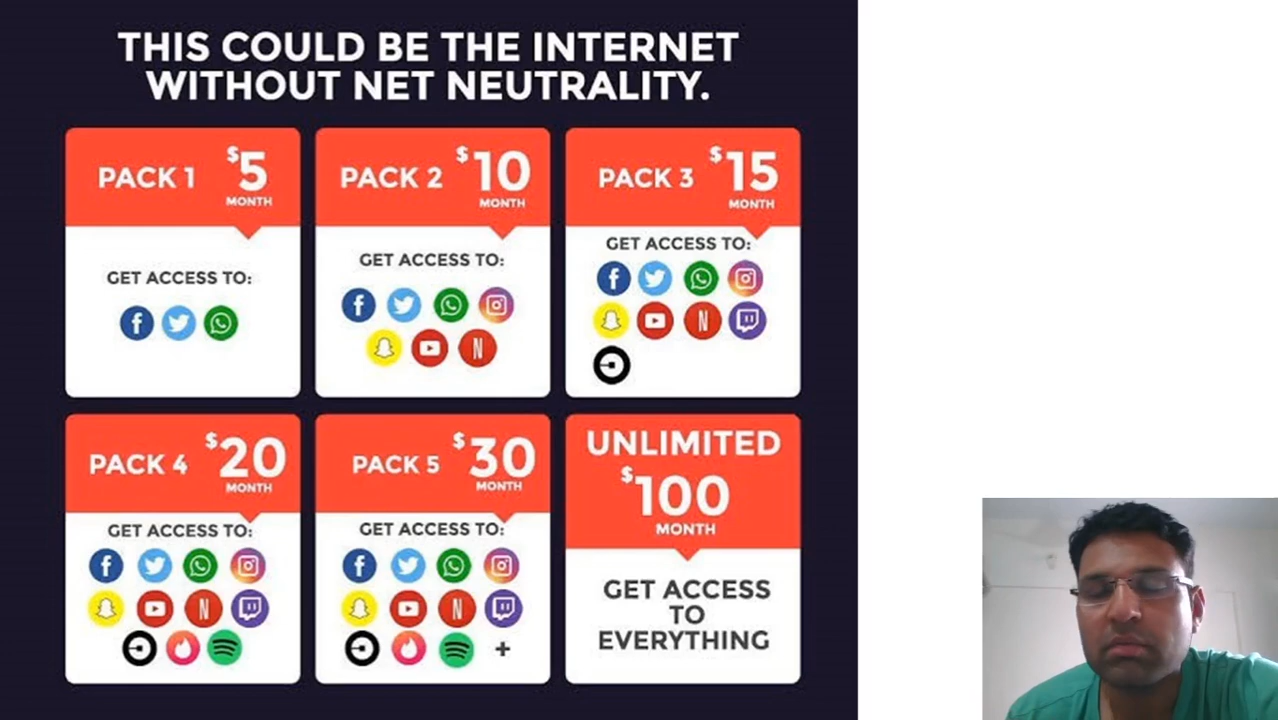 THIS COULD BE THE INTERNET
WITHOUT NET NEUTRALITY.
PACK 1 $5 MONTH
GET ACCESS TO:
PACK 2 $10 MONTH
GET ACCESS TO:
PACK 3 $15 MONTH
GET ACCESS TO:
PACK 4 $20 MONTH
GET ACCESS TO:
PACK 5 $30 MONTH
GET ACCESS TO:
+
UNLIMITED
$100
MONTH
GET ACCESS
TO
EVERYTHING